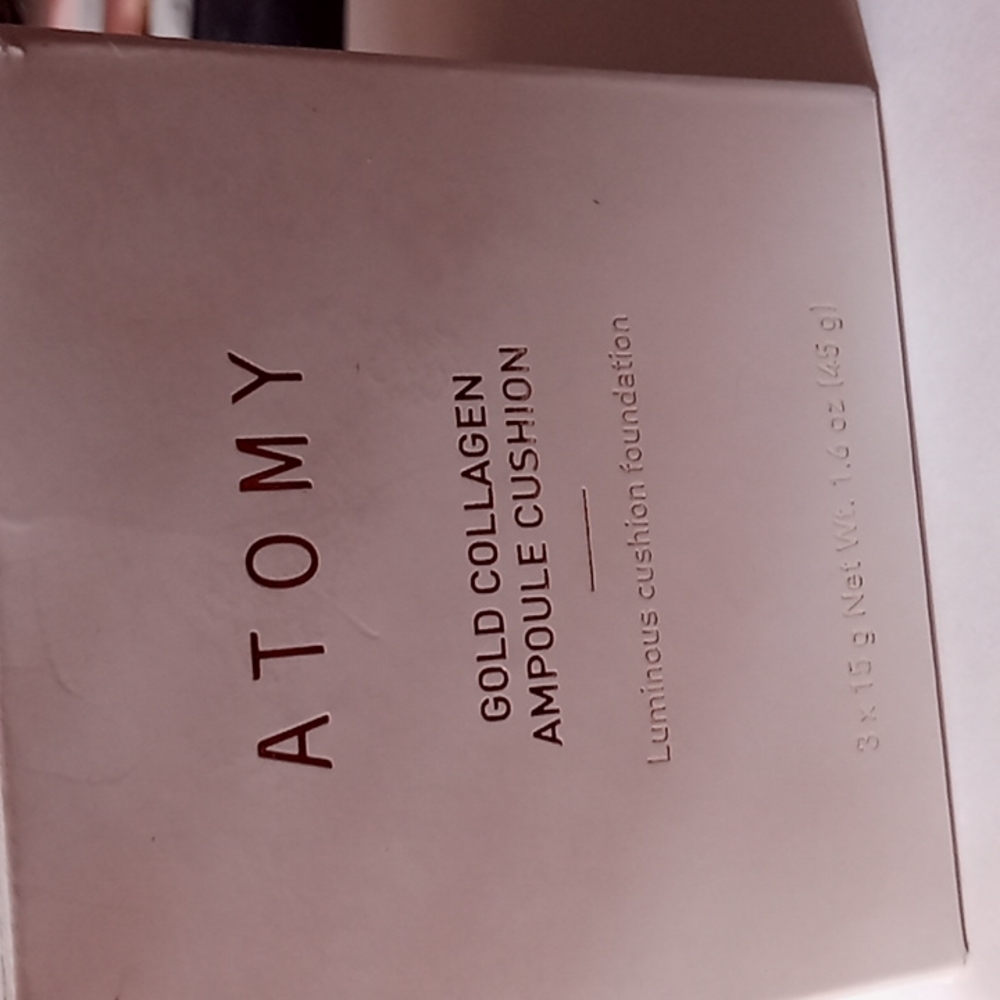 ATOMY
GOLD COLLAGEN
AMPOULE CUSHION
Luminous cushion foundation
3 x 15 g Net Wt. 1.6 oz (45 g)